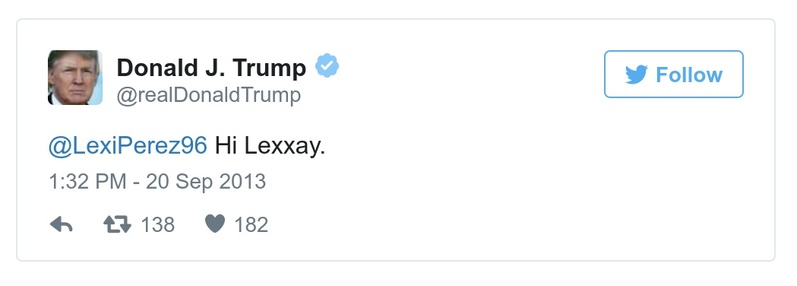 Donald J. Trump
@realDonaldTrump
Follow
@LexiPerez96 Hi Lexxay.
1:32 PM - 20 Sep 2013
138 182